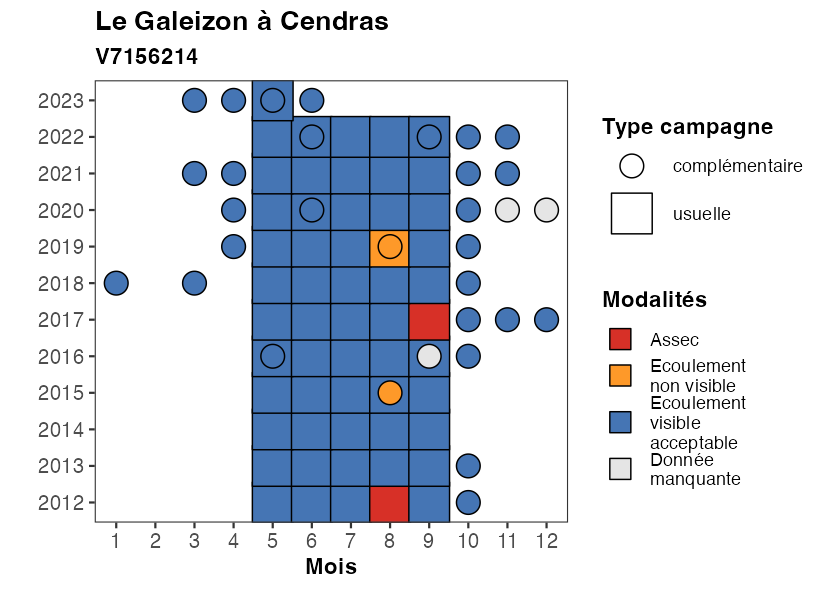 Le Galeizon à Cendras
V7156214
2023
2022
2021
2020
2019
2018
2017
2016
2015
2014
2013
2012
1 2 3 4 5 6 7 8 9 10 11 12
Mois
Type campagne
complémentaire
usuelle
Modalités
Assec
Ecoulement
non visible
Ecoulement
visible
acceptable
Donnée
manquante